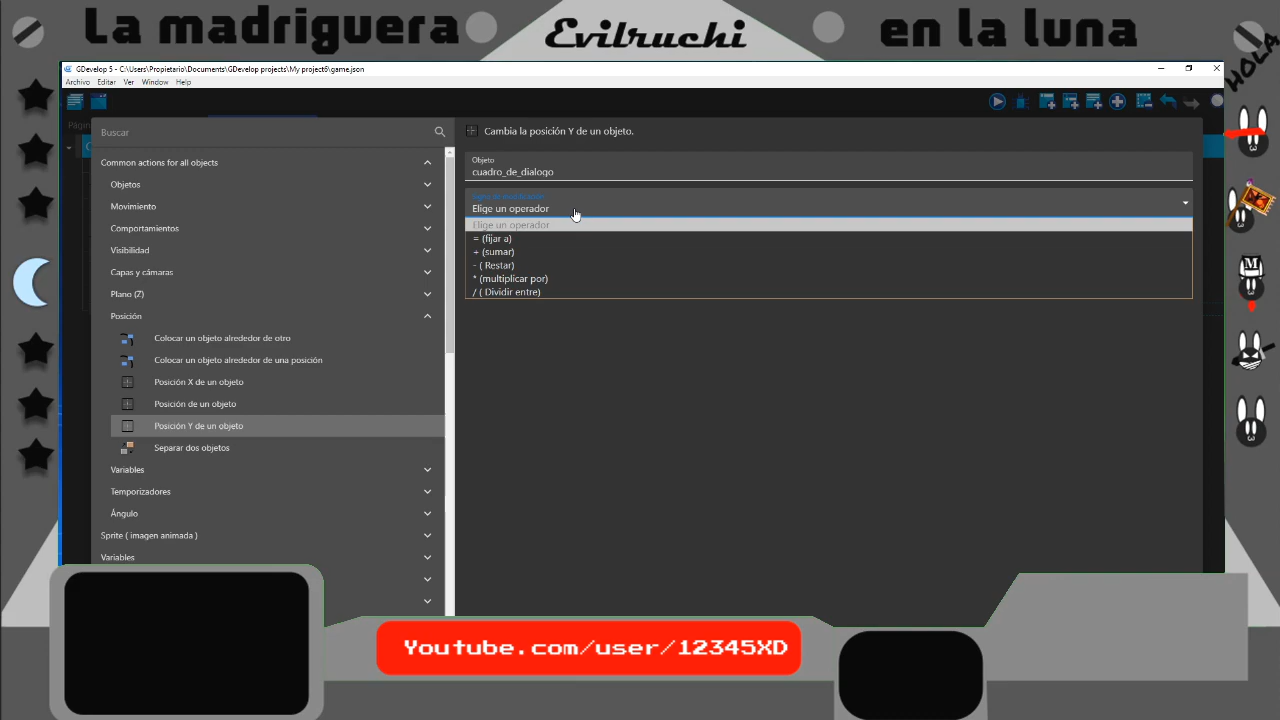 La madriguera
Evilruchi
en la luna
HOLA
GDevelop 5 - C:\Users\Propietario\Documents\GDevelop projects\My project6\game.json
Archivo Editar Ver Window Help
Buscar
Common actions for all objects
Objetos
Movimiento
Comportamientos
Visibilidad
Capas y cámaras
Plano (Z)
Posición
Colocar un objeto alrededor de otro
Colocar un objeto alrededor de una posición
Posición X de un objeto
Posición de un objeto
Posición Y de un objeto
Separar dos objetos
Variables
Temporizadores
Ángulo
Sprite ( imagen animada )
Variables
Cambia la posición Y de un objeto.
Objeto
cuadro_de_dialogo
Elige un operador
Elige un operador
= (fijar a)
+ (sumar)
- ( Restar)
* (multiplicar por)
/ ( Dividir entre)
M
Youtube.com/user/12345XD